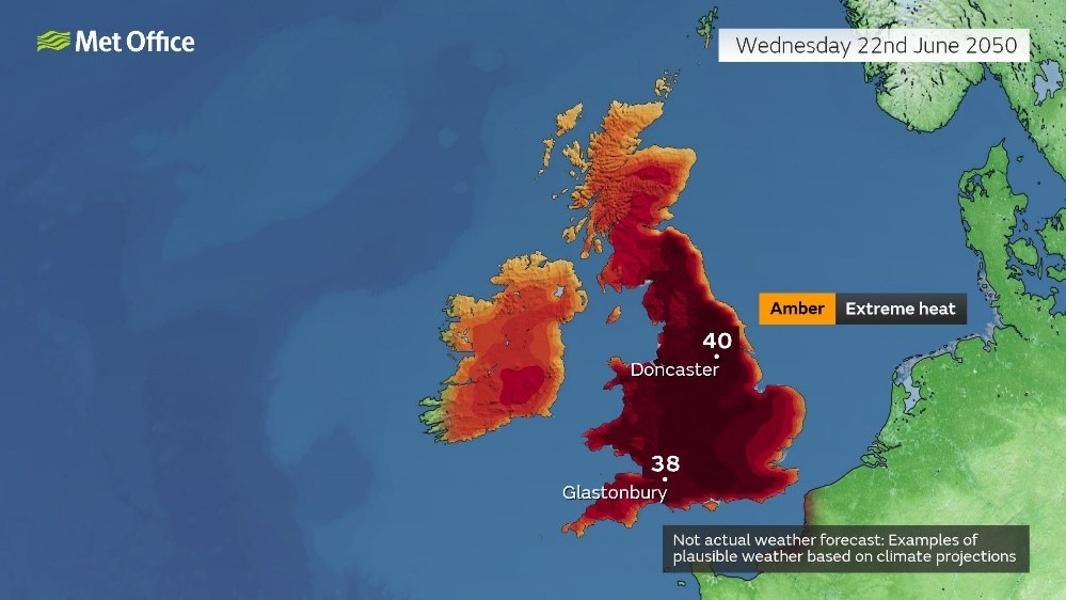 Met Office
Wednesday 22nd June 2050
Amber Extreme heat
40
Doncaster
38
Glastonbury
Not actual weather forecast: Examples of
plausible weather based on climate projections